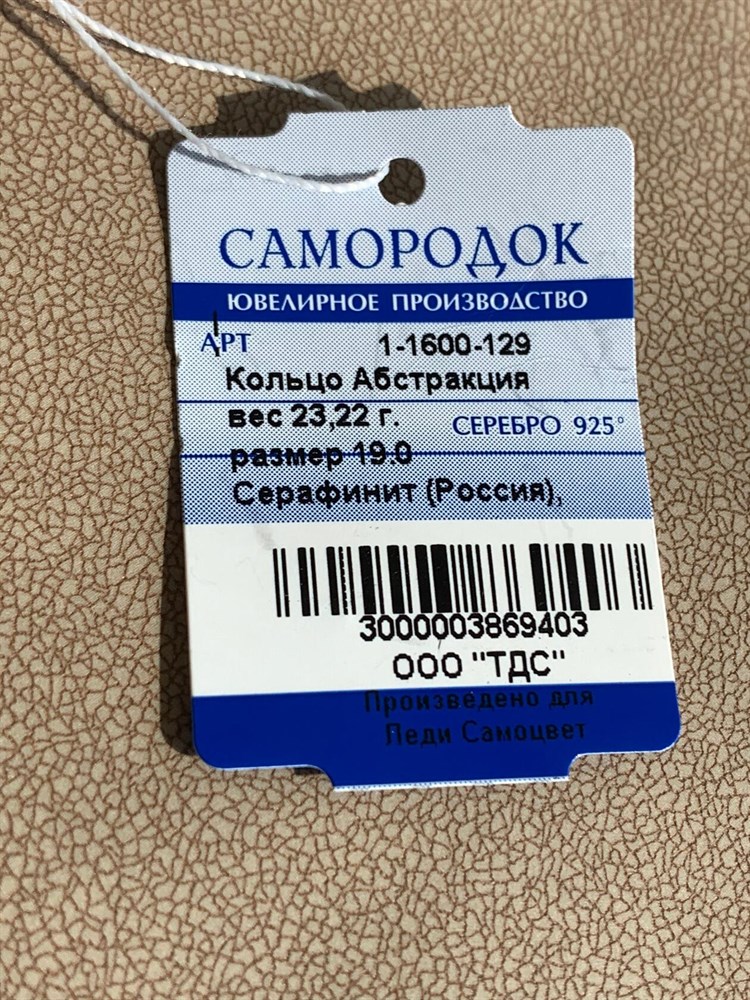 САМОРОДОК
ЮВЕЛИРНОЕ ПРОИЗВОДСТВО
АРТ 1-1600-129
Кольцо Абстракция
вес 23,22 г. СЕРЕБРО 925°
размер 19.0
Серафинит (Россия),
3000003869403
ООО "ТДС"
Произведено для
Леди Самоцвет